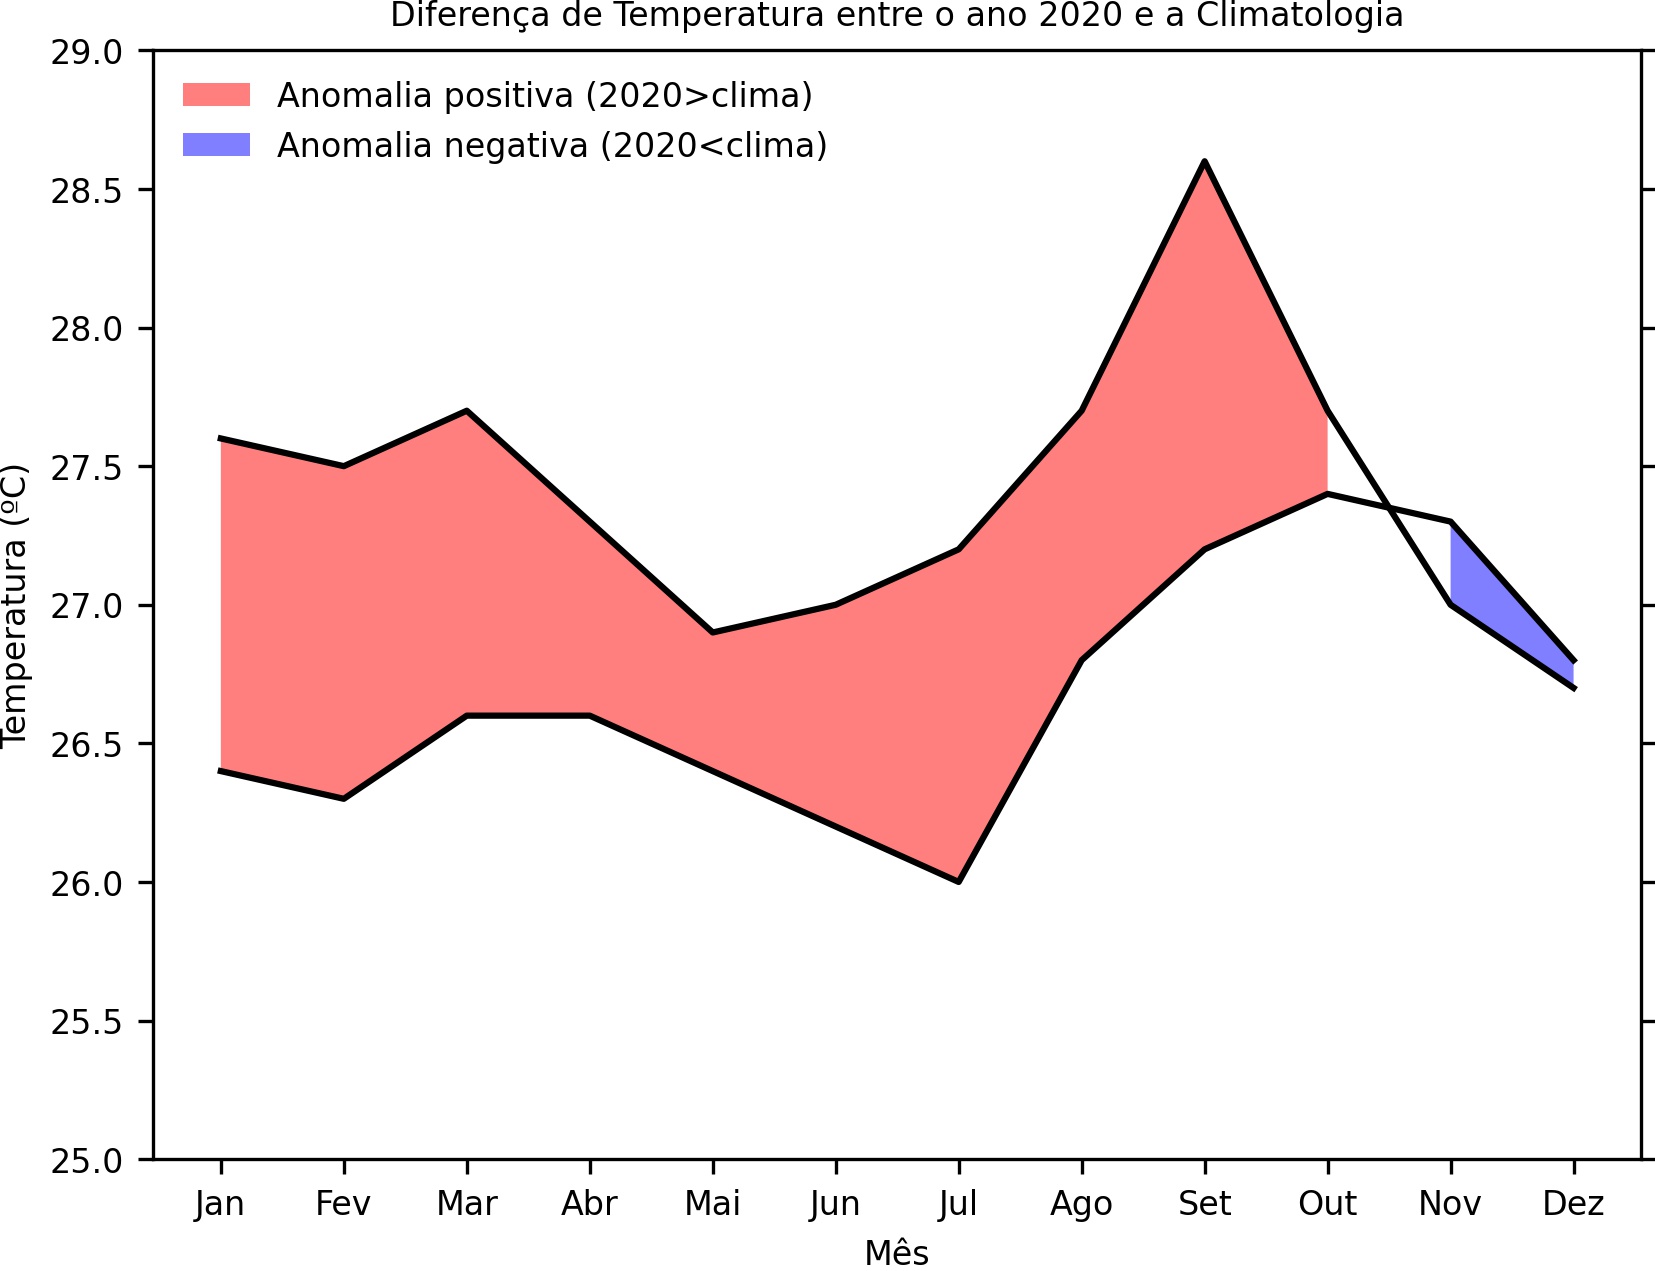 Diferença de Temperatura entre o ano 2020 e a Climatologia
Anomalia positiva (2020>clima)
Anomalia negativa (2020<clima)
Temperatura (ºC)
29.0
28.5
28.0
27.5
27.0
26.5
26.0
25.5
25.0
Jan Fev Mar Abr Mai Jun Jul Ago Set Out Nov Dez
Mês